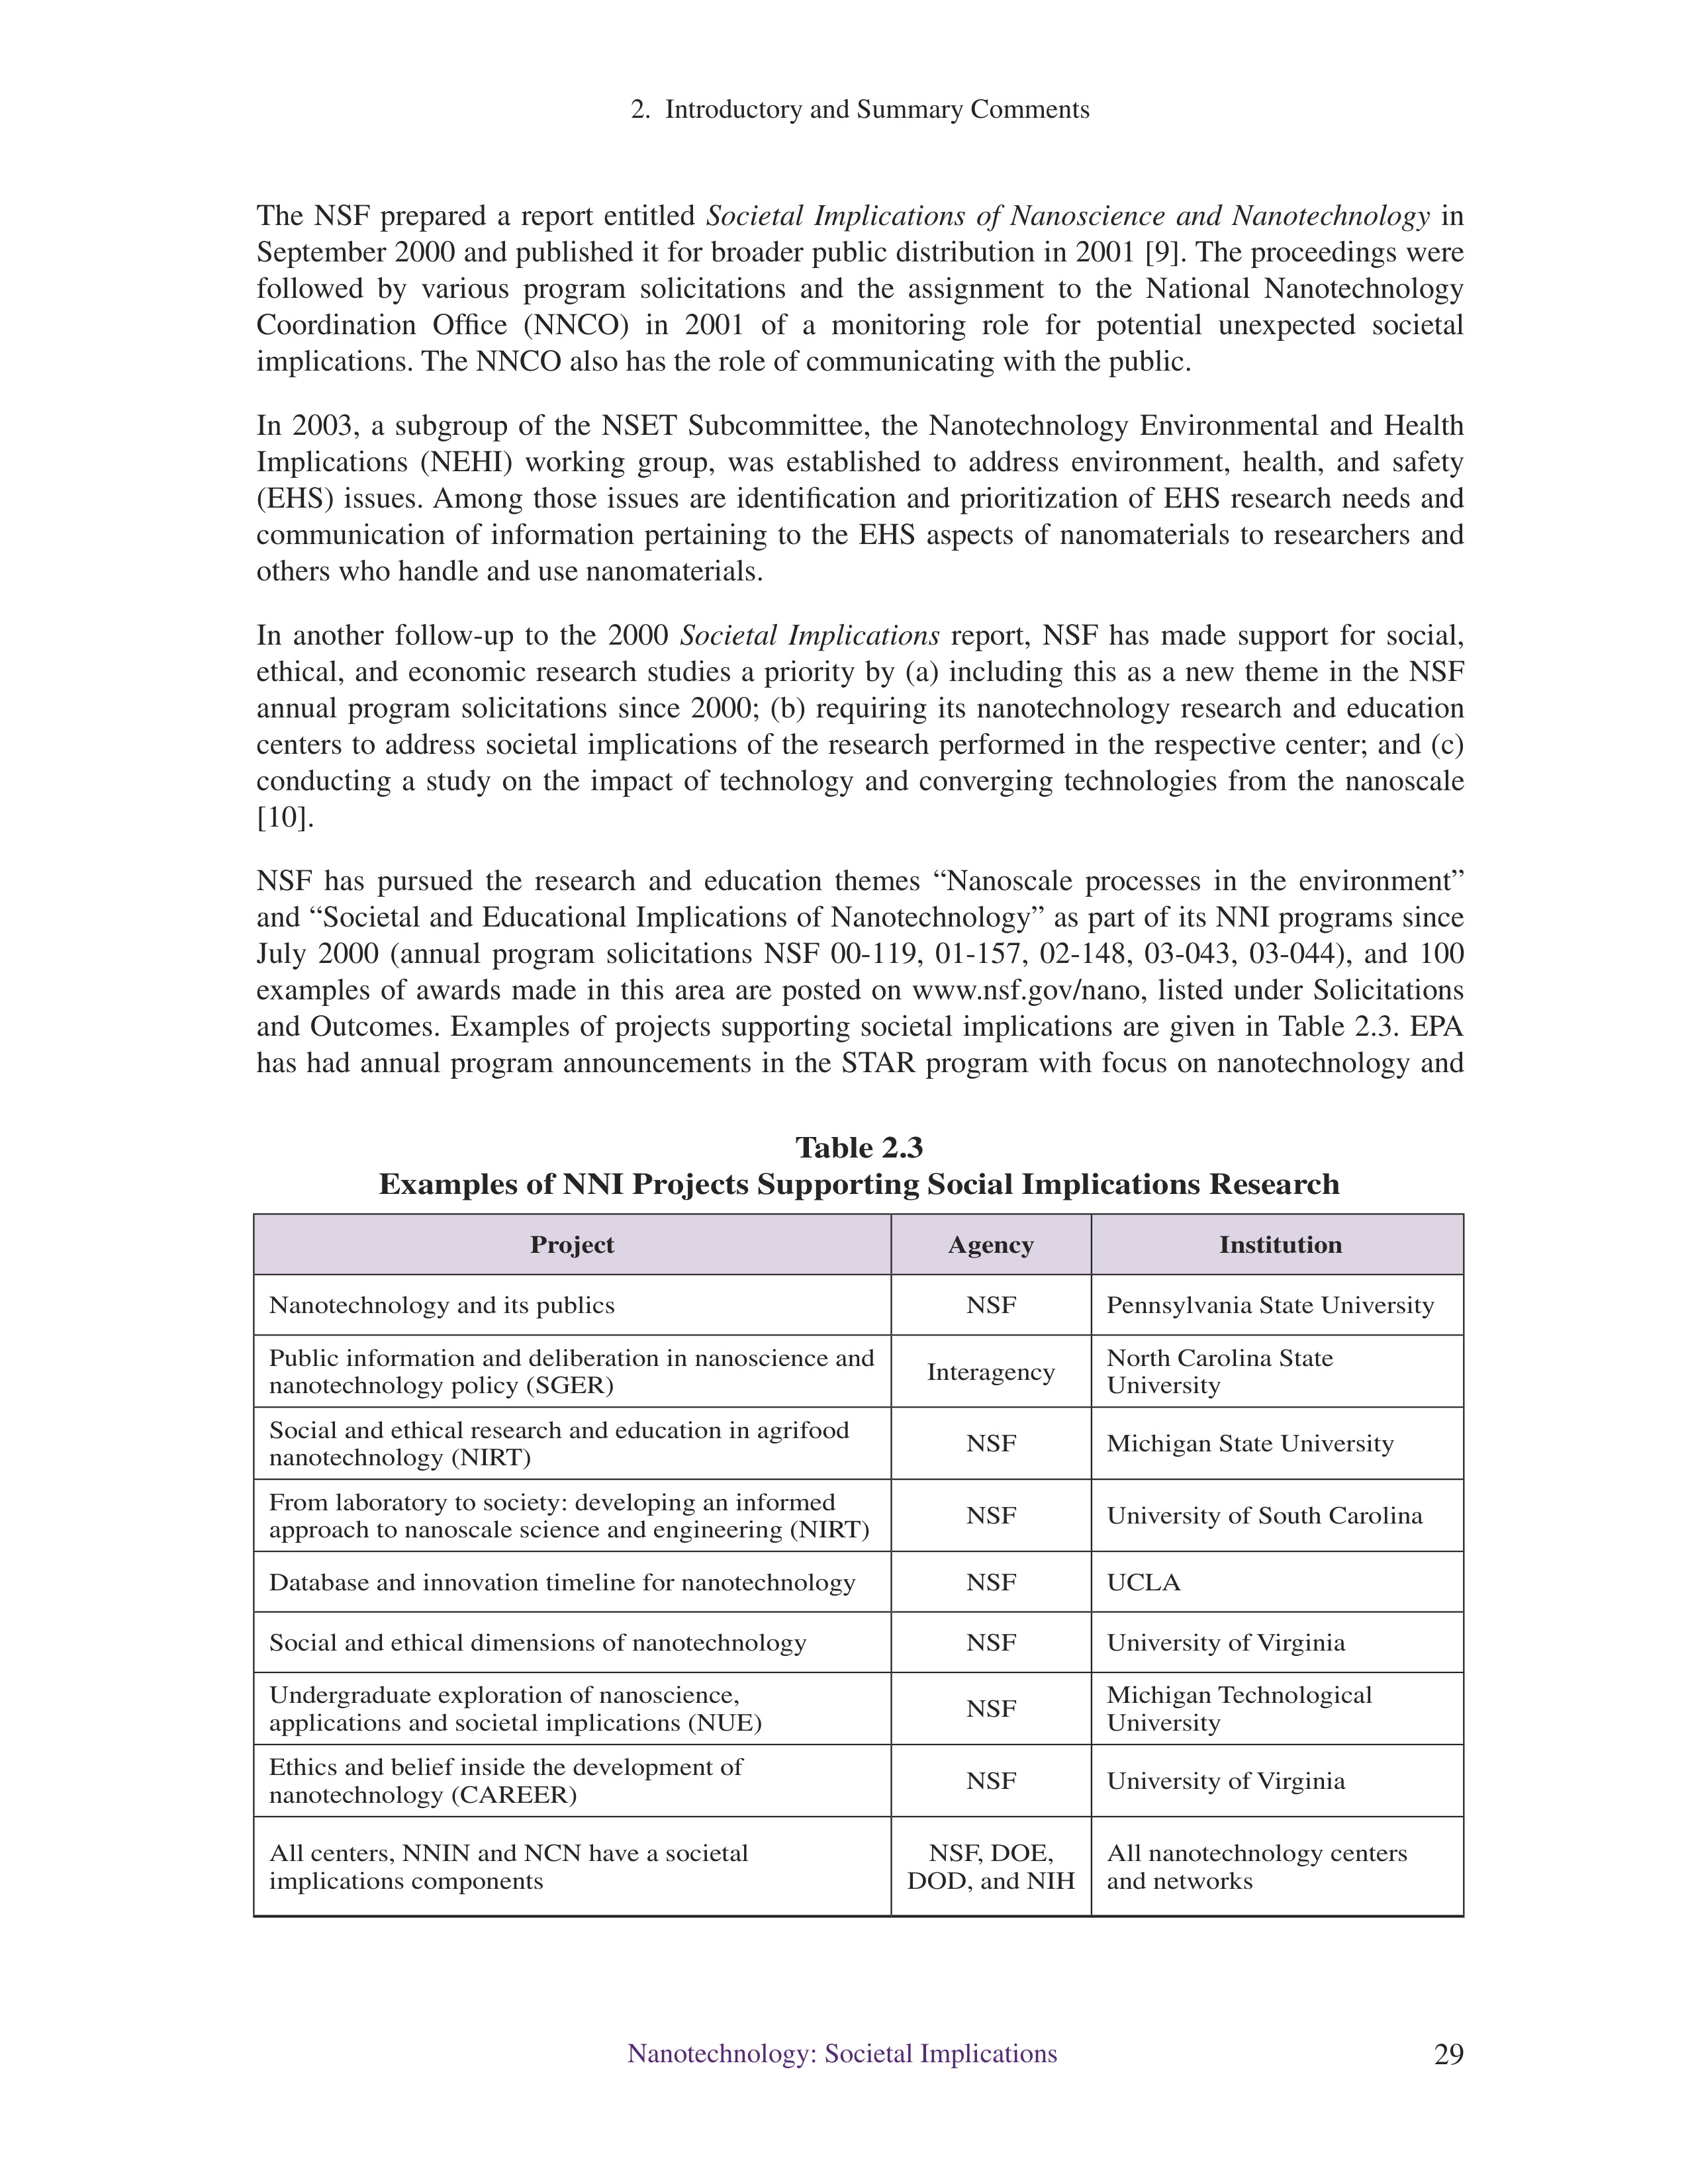 2. Introductory and Summary Comments
The NSF prepared a report entitled Societal Implications of Nanoscience and Nanotechnology in
September 2000 and published it for broader public distribution in 2001 [9]. The proceedings were
followed by various program solicitations and the assignment to the National Nanotechnology
Coordination Office (NNCO) in 2001 of a monitoring role for potential unexpected societal
implications. The NNCO also has the role of communicating with the public.
In 2003, a subgroup of the NSET Subcommittee, the Nanotechnology Environmental and Health
Implications (NEHI) working group, was established to address environment, health, and safety
(EHS) issues. Among those issues are identification and prioritization of EHS research needs and
communication of information pertaining to the EHS aspects of nanomaterials to researchers and
others who handle and use nanomaterials.
In another follow-up to the 2000 Societal Implications report, NSF has made support for social,
ethical, and economic research studies a priority by (a) including this as a new theme in the NSF
annual program solicitations since 2000; (b) requiring its nanotechnology research and education
centers to address societal implications of the research performed in the respective center; and (c)
conducting a study on the impact of technology and converging technologies from the nanoscale
[10].
NSF has pursued the research and education themes “Nanoscale processes in the environment”
and “Societal and Educational Implications of Nanotechnology” as part of its NNI programs since
July 2000 (annual program solicitations NSF 00-119, 01-157, 02-148, 03-043, 03-044), and 100
examples of awards made in this area are posted on www.nsf.gov/nano, listed under Solicitations
and Outcomes. Examples of projects supporting societal implications are given in Table 2.3. EPA
has had annual program announcements in the STAR program with focus on nanotechnology and
Table 2.3
Examples of NNI Projects Supporting Social Implications Research
Project Agency Institution
Nanotechnology and its publics NSF Pennsylvania State University
Public information and deliberation in nanoscience and
nanotechnology policy (SGER)
Interagency
North Carolina State
University
Social and ethical research and education in agrifood
nanotechnology (NIRT)
NSF
Michigan State University
From laboratory to society: developing an informed
approach to nanoscale science and engineering (NIRT)
NSF
University of South Carolina
Database and innovation timeline for nanotechnology NSF UCLA
Social and ethical dimensions of nanotechnology NSF University of Virginia
Undergraduate exploration of nanoscience,
applications and societal implications (NUE)
NSF
Michigan Technological
University
Ethics and belief inside the development of
nanotechnology (CAREER)
NSF
University of Virginia
All centers, NNIN and NCN have a societal
implications components
NSF, DOE,
DOD, and NIH
All nanotechnology centers
and networks
Nanotechnology: Societal Implications 29